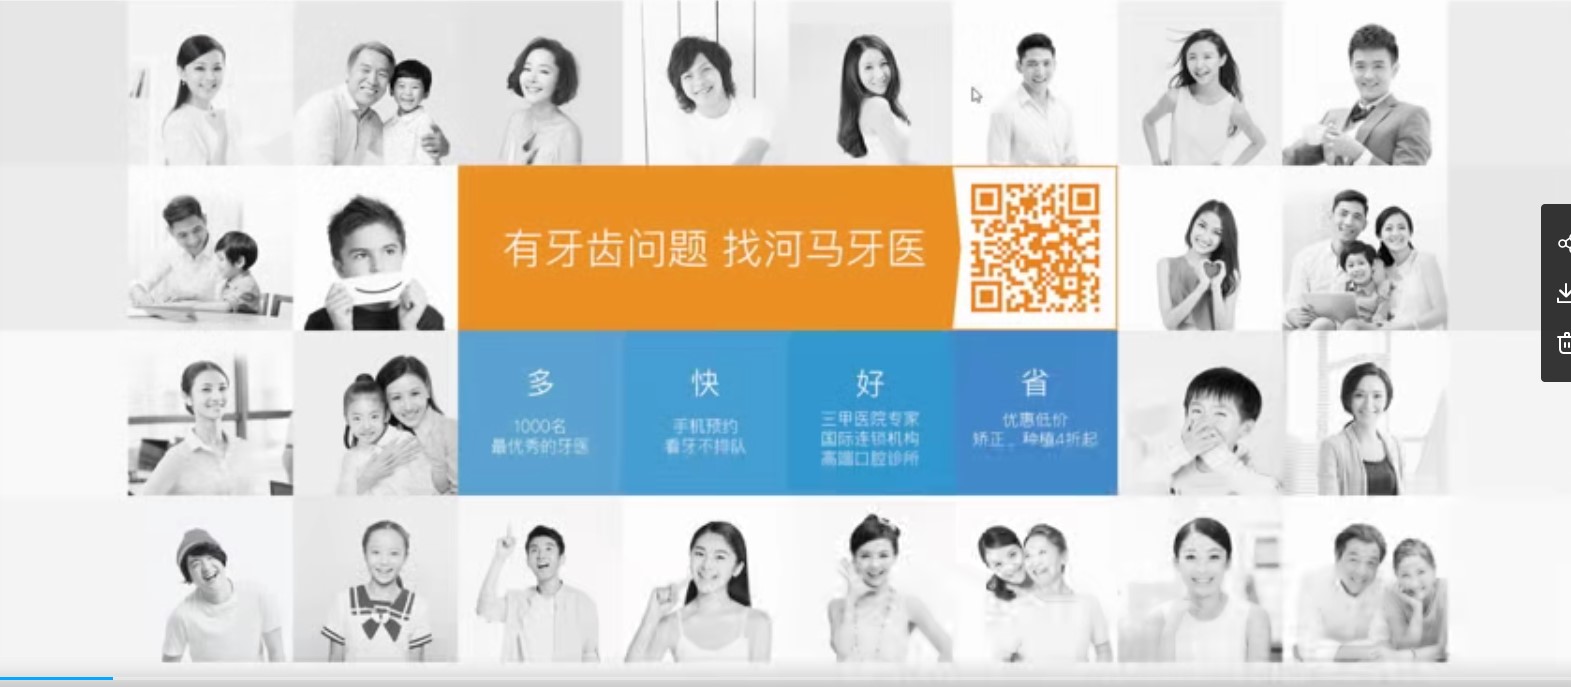 有牙齿问题 找河马牙医
多
1000名
最优秀的牙医
快
手机预约
看牙不排队
好
三甲医院专家
国际连锁机构
高端口腔诊所
省
优惠低价
矫正、种植4折起